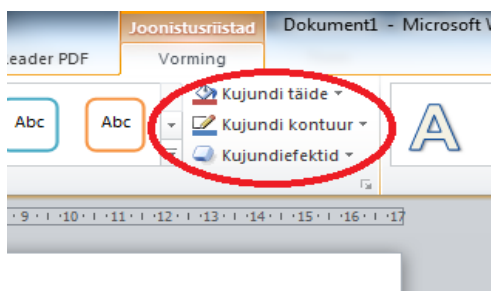 Joonistusriistad Dokument1 - Microsoft W
eader PDF Vorming
Abc Abc Kujundi täide
Kujundi kontuur
Kujundiefektid
A
· 9 · ı · 10 · ı · 11 · ı · 12 · ı · 13 · ı · 14 · ı · 15 · ı · 16 · ı · 17